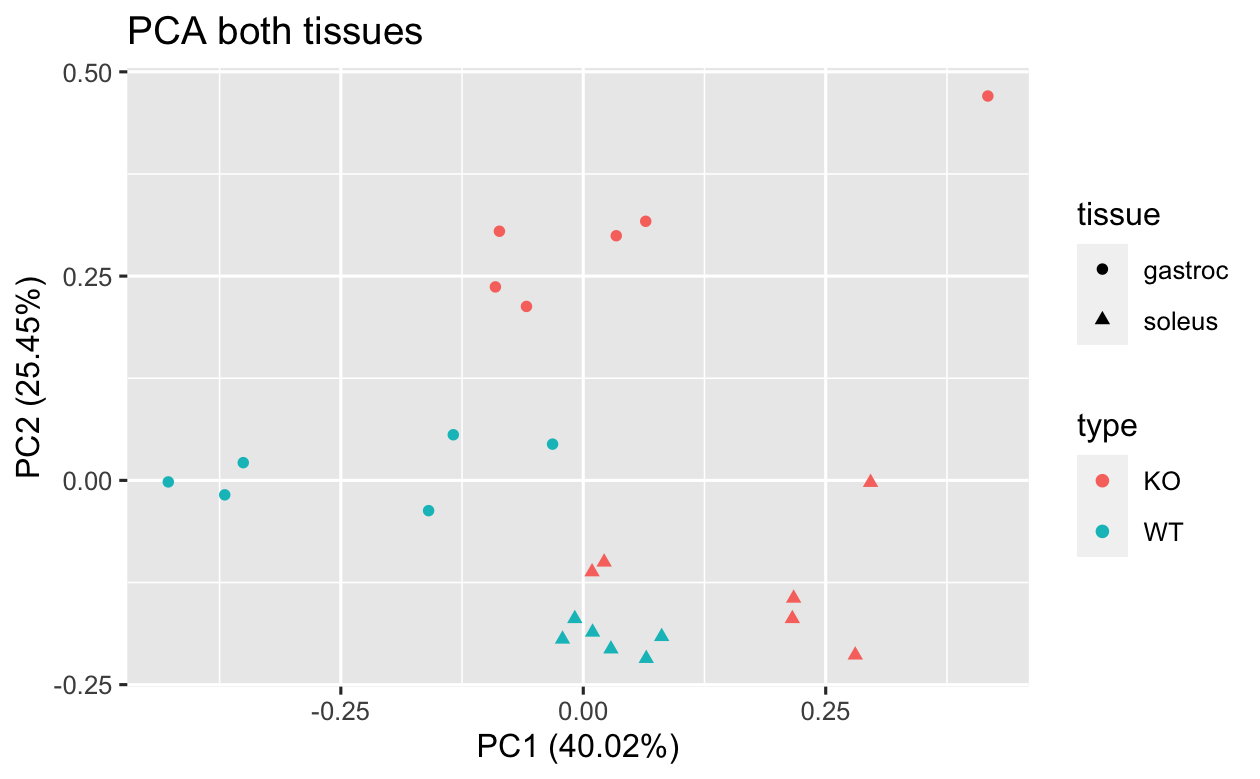 PCA both tissues
0.50
0.25
0.00
-0.25
PC2 (25.45%)
-0.25
0.00
0.25
PC1 (40.02%)
tissue
gastroc
soleus
type
KO
WT